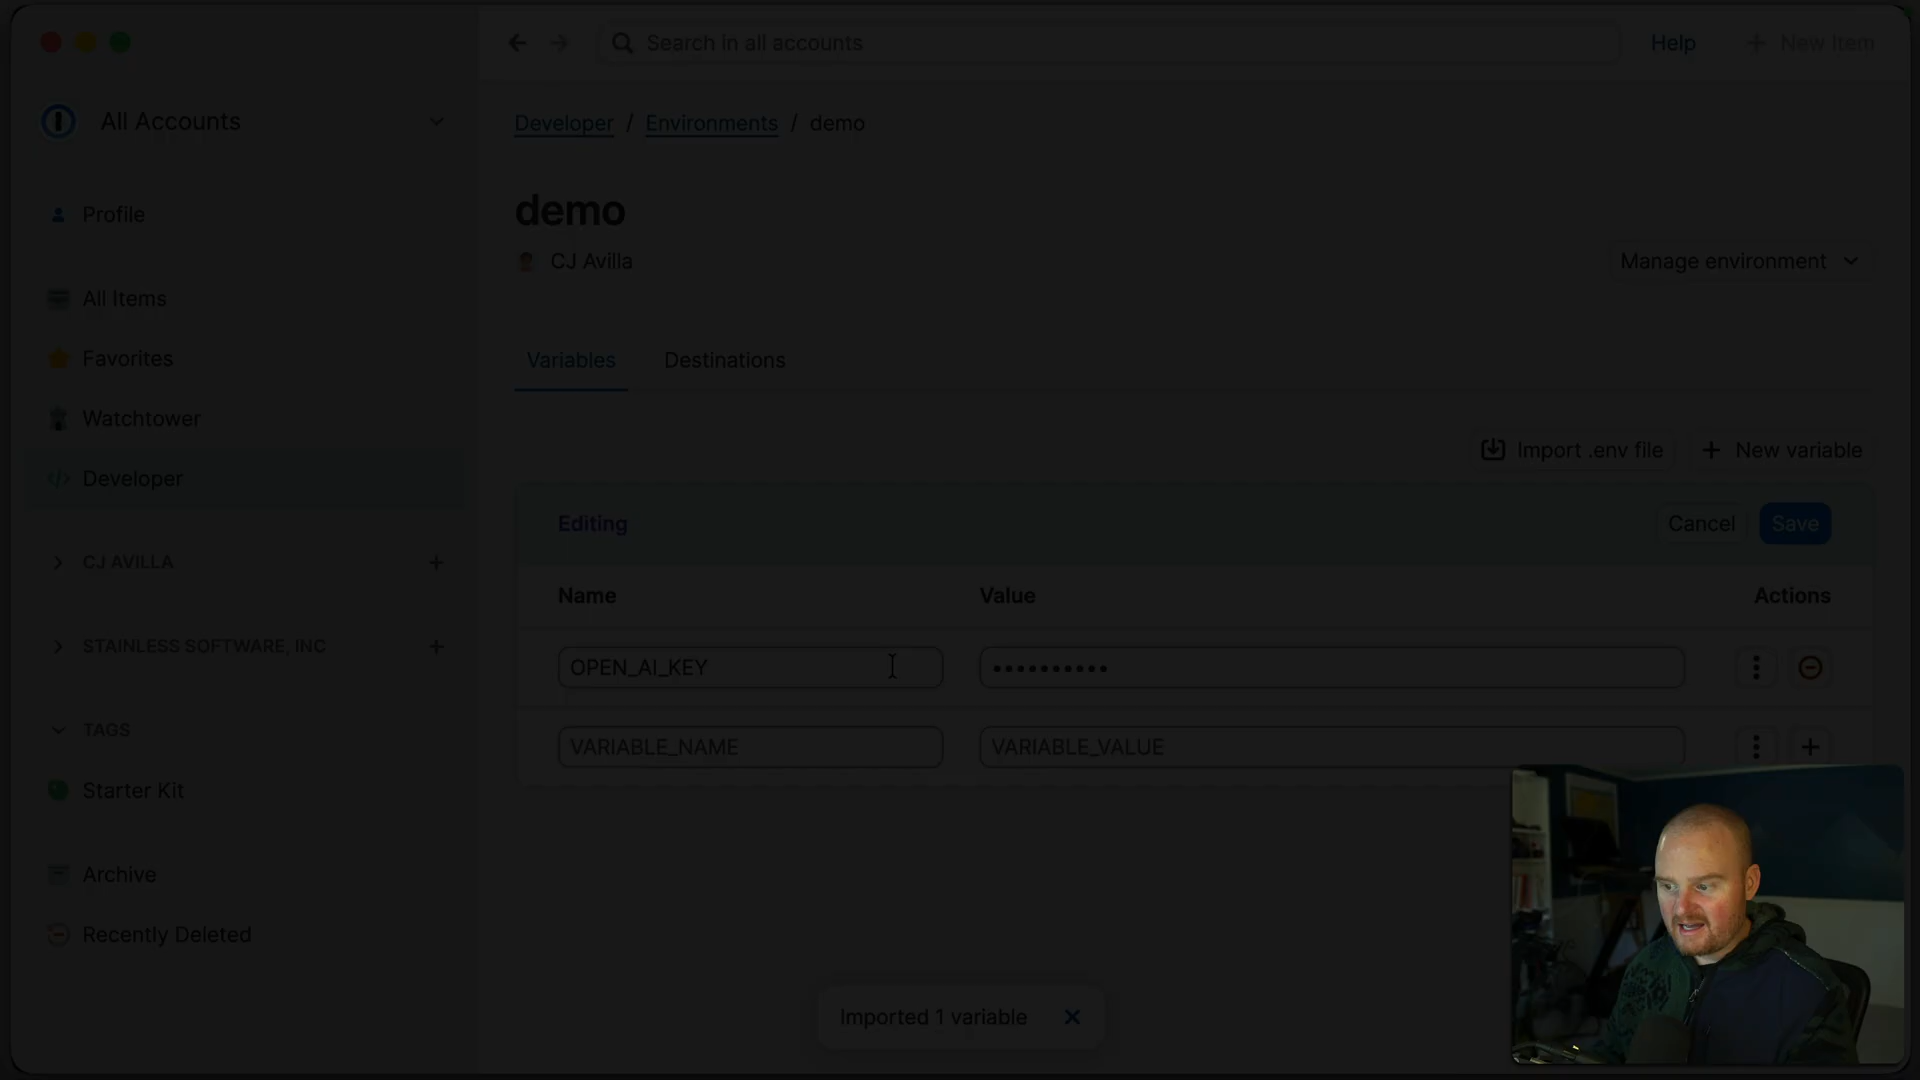 Search in all accounts
Help
New Item
All Accounts
Developer / Environments / demo
Profile
demo
CJ Avilla
Manage environment
All Items
Favorites
Variables
Destinations
Watchtower
Import .env file
New variable
Developer
Editing
Cancel
Save
CJ AVILLA
Name
Value
Actions
STAINLESS SOFTWARE, INC
OPEN_AI_KEY
TAGS
VARIABLE_NAME
VARIABLE_VALUE
Starter Kit
Archive
Recently Deleted
Imported 1 variable